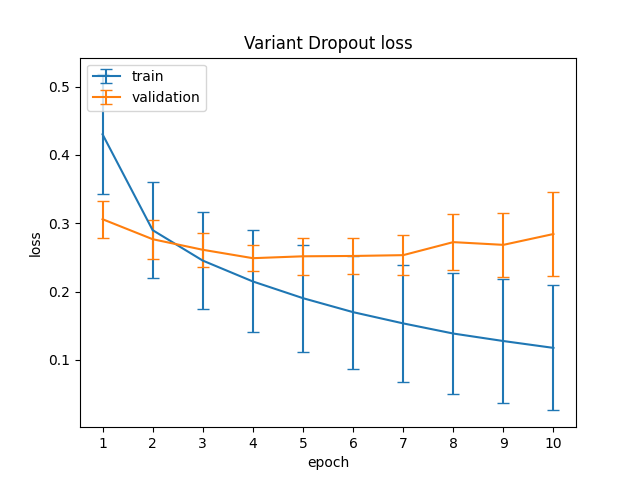 Variant Dropout loss
train
validation
0.5
0.4
0.3
0.2
0.1
loss
1 2 3 4 5 6 7 8 9 10
epoch